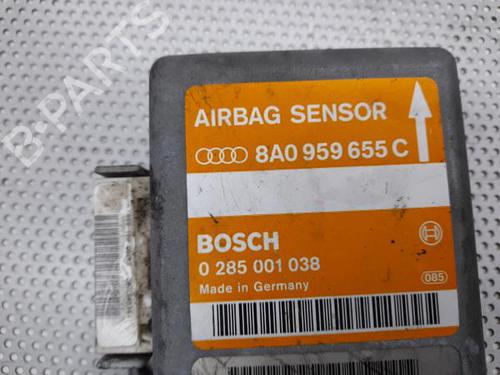 B-PARTS
AIRBAG SENSOR
8A0 959 655 C
BOSCH
0 285 001 038
Made in Germany
085